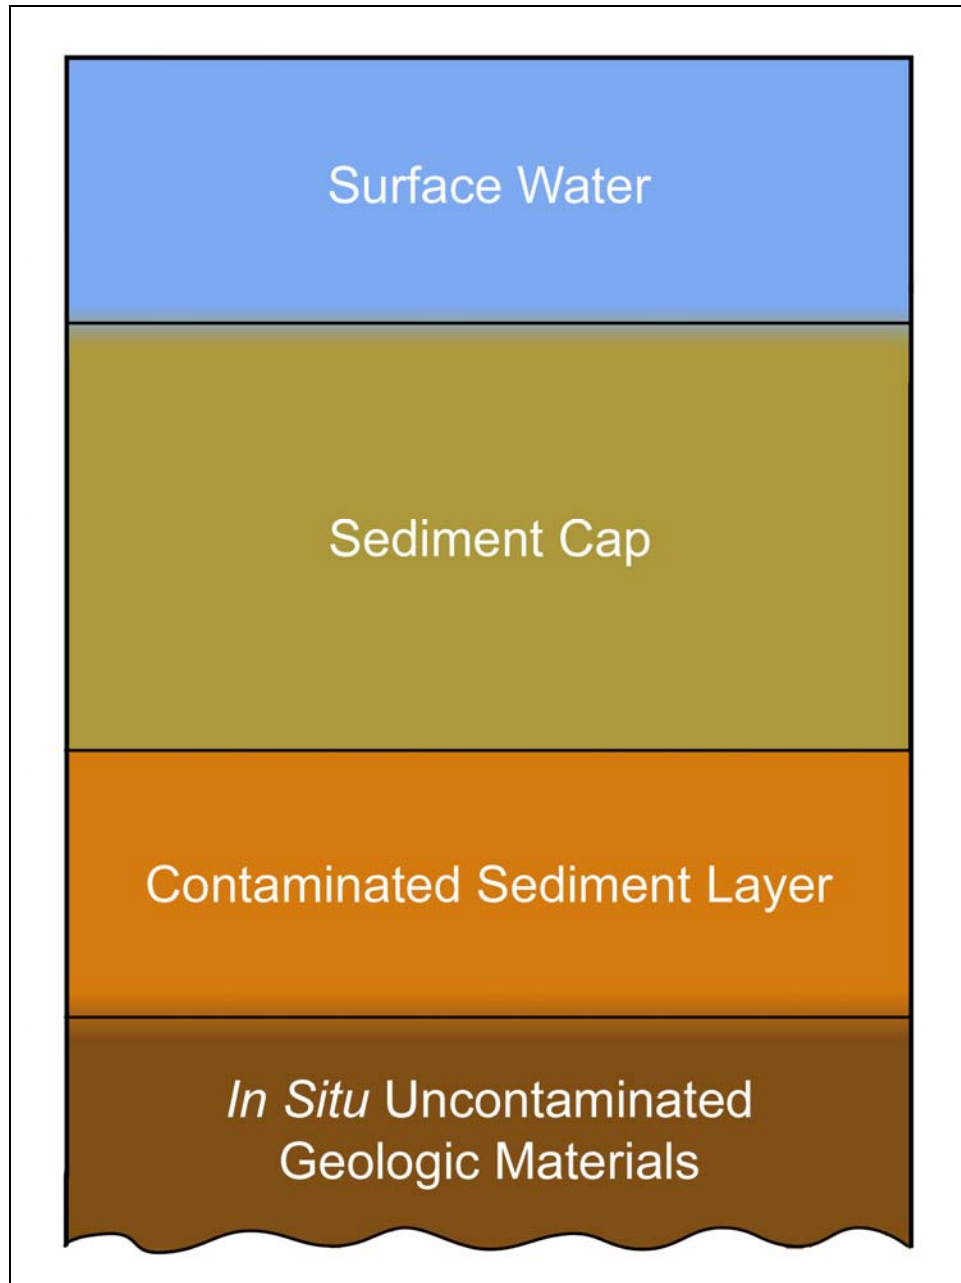 Surface Water
Sediment Cap
Contaminated Sediment Layer
In Situ Uncontaminated
Geologic Materials